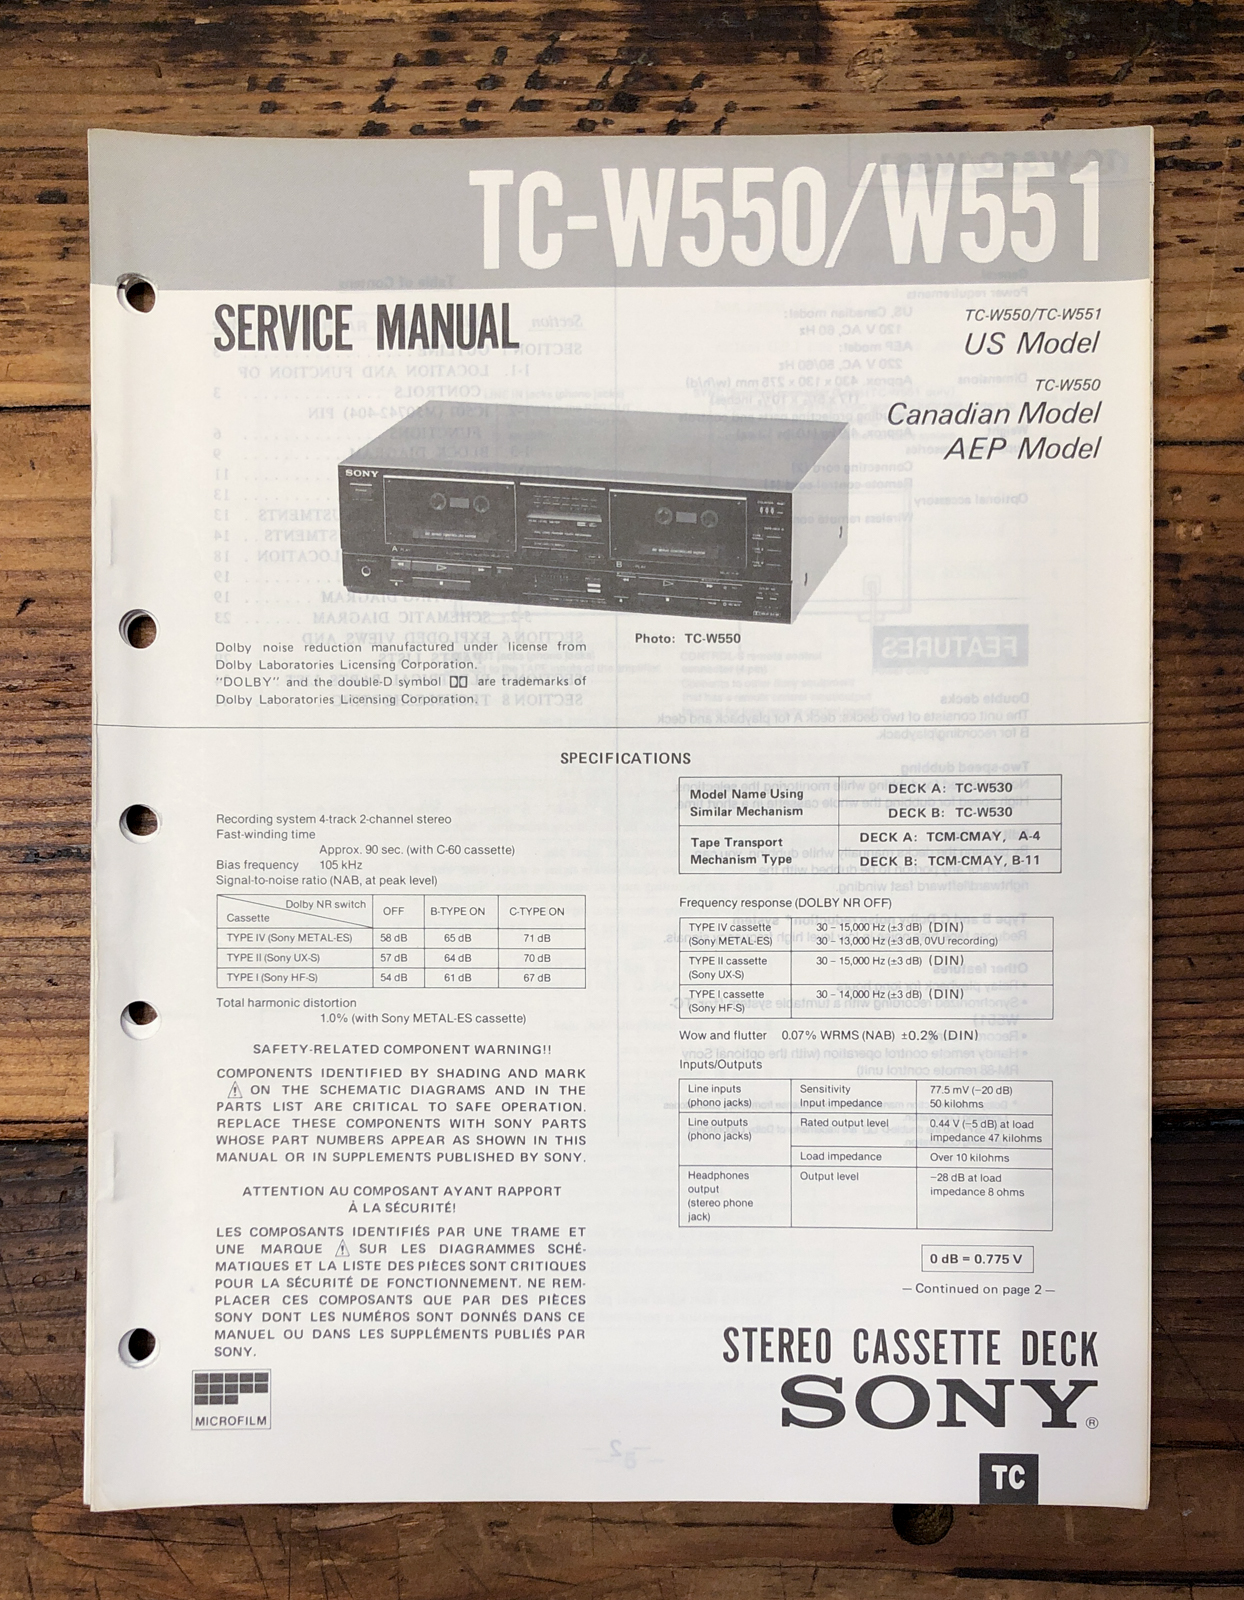 TC-W550/W551
SERVICE MANUAL
TC-W550/TC-W551
US Model
TC-W550
Canadian Model
AEP Model
SONY
A
B
Photo: TC-W550
Dolby noise reduction manufactured under license from
Dolby Laboratories Licensing Corporation.
"DOLBY" and the double-D symbol are trademarks of
Dolby Laboratories Licensing Corporation.
SPECIFICATIONS
Recording system 4-track 2-channel stereo
Fast-winding time
Approx. 90 sec. (with C-60 cassette)
Bias frequency 105 kHz
Signal-to-noise ratio (NAB, at peak level)
Dolby NR switch
Cassette
OFF B-TYPE ON C-TYPE ON
TYPE IV (Sony METAL-ES) 58 dB 65 dB 71 dB
TYPE II (Sony UX-S) 57 dB 64 dB 70 dB
TYPE I (Sony HF-S) 54 dB 61 dB 67 dB
Total harmonic distortion
1.0% (with Sony METAL-ES cassette)
SAFETY-RELATED COMPONENT WARNING!!
COMPONENTS IDENTIFIED BY SHADING AND MARK
⚠ ON THE SCHEMATIC DIAGRAMS AND IN THE
PARTS LIST ARE CRITICAL TO SAFE OPERATION.
REPLACE THESE COMPONENTS WITH SONY PARTS
WHOSE PART NUMBERS APPEAR AS SHOWN IN THIS
MANUAL OR IN SUPPLEMENTS PUBLISHED BY SONY.
ATTENTION AU COMPOSANT AYANT RAPPORT
À LA SÉCURITÉ!
LES COMPOSANTS IDENTIFIÉS PAR UNE TRAME ET
UNE MARQUE ⚠ SUR LES DIAGRAMMES SCHÉ-
MATIQUES ET LA LISTE DES PIÈCES SONT CRITIQUES
POUR LA SÉCURITÉ DE FONCTIONNEMENT. NE REM-
PLACER CES COMPOSANTS QUE PAR DES PIÈCES
SONY DONT LES NUMÉROS SONT DONNÉS DANS CE
MANUEL OU DANS LES SUPPLÉMENTS PUBLIÉS PAR
SONY.
MICROFILM
Model Name Using
Similar Mechanism
DECK A: TC-W530
DECK B: TC-W530
Tape Transport
Mechanism Type
DECK A: TCM-CMAY, A-4
DECK B: TCM-CMAY, B-11
Frequency response (DOLBY NR OFF)
TYPE IV cassette 30 – 15,000 Hz (±3 dB) (DIN)
(Sony METAL-ES) 30 – 13,000 Hz (±3 dB, 0VU recording)
TYPE II cassette 30 – 15,000 Hz (±3 dB) (DIN)
(Sony UX-S)
TYPE I cassette 30 – 14,000 Hz (±3 dB) (DIN)
(Sony HF-S)
Wow and flutter 0.07% WRMS (NAB) ±0.2% (DIN)
Inputs/Outputs
Line inputs Sensitivity 77.5 mV (−20 dB)
(phono jacks) Input impedance 50 kilohms
Line outputs Rated output level 0.44 V (−5 dB) at load
(phono jacks) impedance 47 kilohms
Load impedance Over 10 kilohms
Headphones Output level −28 dB at load
output impedance 8 ohms
(stereo phone
jack)
0 dB = 0.775 V
— Continued on page 2 —
STEREO CASSETTE DECK
SONY®
TC